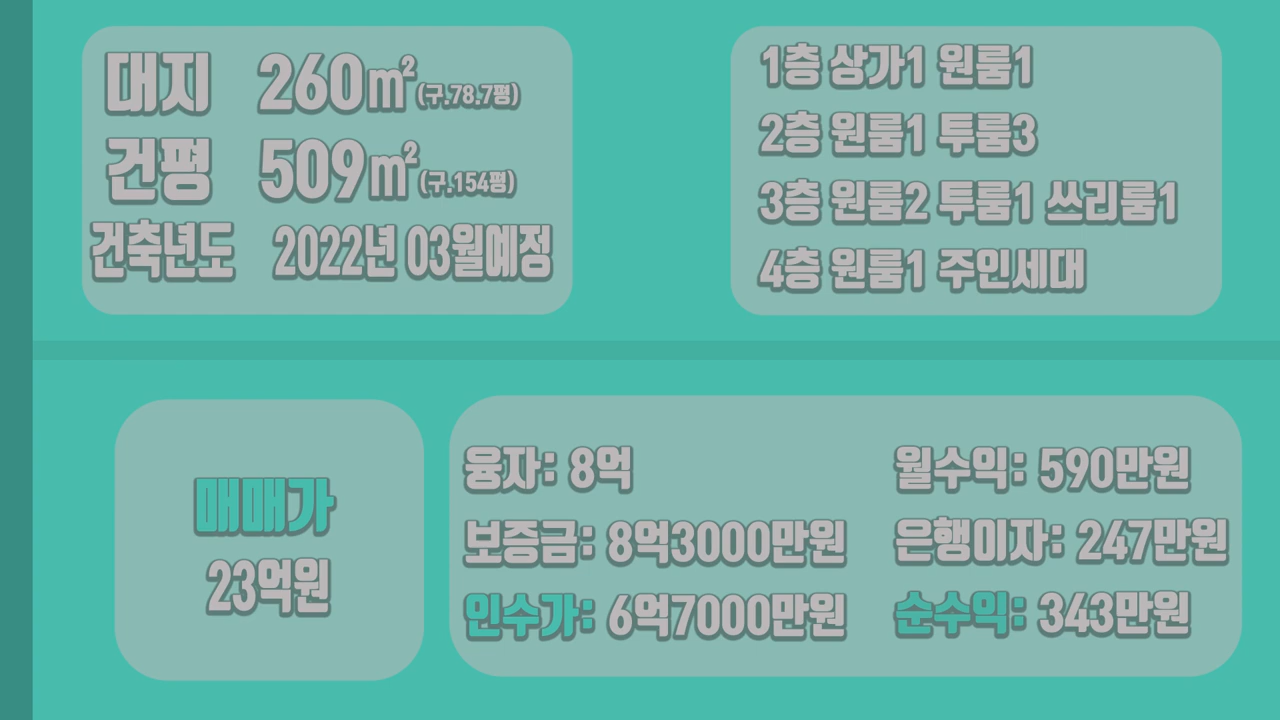 대지 260㎡(구.78.7평)
건평 509㎡(구.154평)
건축년도 2022년 03월예정
1층 상가1 원룸1
2층 원룸1 투룸3
3층 원룸2 투룸1 쓰리룸1
4층 원룸1 주인세대
매매가
23억원
융자: 8억
보증금: 8억3000만원
인수가: 6억7000만원
월수익: 590만원
은행이자: 247만원
순수익: 343만원